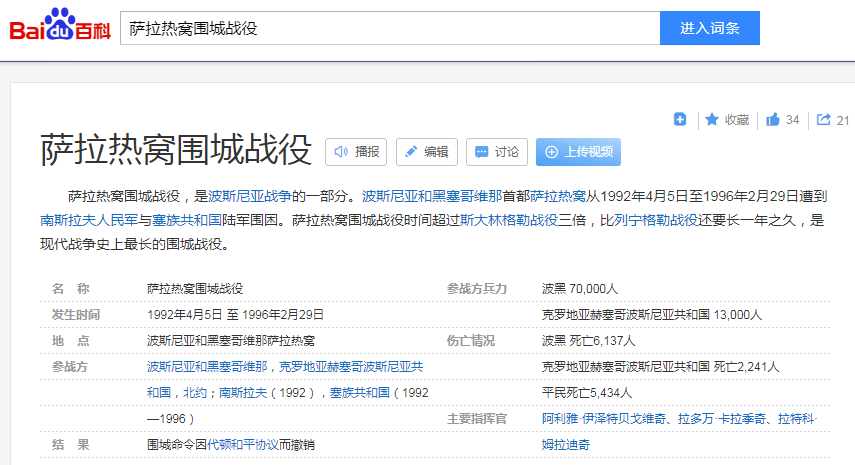 Bai du 百科
萨拉热窝围城战役
进入词条
收藏 34 21
萨拉热窝围城战役 播报 编辑 讨论 上传视频
萨拉热窝围城战役，是波斯尼亚战争的一部分。波斯尼亚和黑塞哥维那首都萨拉热窝从1992年4月5日至1996年2月29日遭到
南斯拉夫人民军与塞族共和国陆军围困。萨拉热窝围城战役时间超过斯大林格勒战役三倍，比列宁格勒战役还要长一年之久，是
现代战争史上最长的围城战役。
名 称 萨拉热窝围城战役
发生时间 1992年4月5日 至 1996年2月29日
地 点 波斯尼亚和黑塞哥维那萨拉热窝
参战方 波斯尼亚和黑塞哥维那，克罗地亚赫塞哥波斯尼亚共
和国，北约；南斯拉夫（1992），塞族共和国（1992
—1996）
结 果 围城命令因代顿和平协议而撤销
参战方兵力 波黑 70,000人
克罗地亚赫塞哥波斯尼亚共和国 13,000人
伤亡情况 波黑 死亡6,137人
克罗地亚赫塞哥波斯尼亚共和国 死亡2,241人
平民死亡5,434人
主要指挥官 阿利雅·伊泽特贝戈维奇、拉多万·卡拉季奇、拉特科·
姆拉迪奇